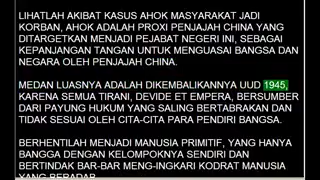 LIHATLAH AKIBAT KASUS AHOK MASYARAKAT JADI
KORBAN, AHOK ADALAH PROXI PENJAJAH CHINA YANG
DITARGETKAN MENJADI PEJABAT NEGERI INI, SEBAGAI
KEPANJANGAN TANGAN UNTUK MENGUASAI BANGSA DAN
NEGARA OLEH PENJAJAH CHINA.
MEDAN LUASNYA ADALAH DIKEMBALIKANNYA UUD 1945,
KARENA SEMUA TIRANI, DEVIDE ET EMPERA, BERSUMBER
DARI PAYUNG HUKUM YANG SALING BERTABRAKAN DAN
TIDAK SESUAI OLEH CITA-CITA PARA PENDIRI BANGSA.
BERHENTILAH MENJADI MANUSIA PRIMITIF, YANG HANYA
BANGGA DENGAN KELOMPOKNYA SENDIRI DAN
BERTINDAK BAR-BAR MENG-INGKARI KODRAT MANUSIA
YANG BERADAB